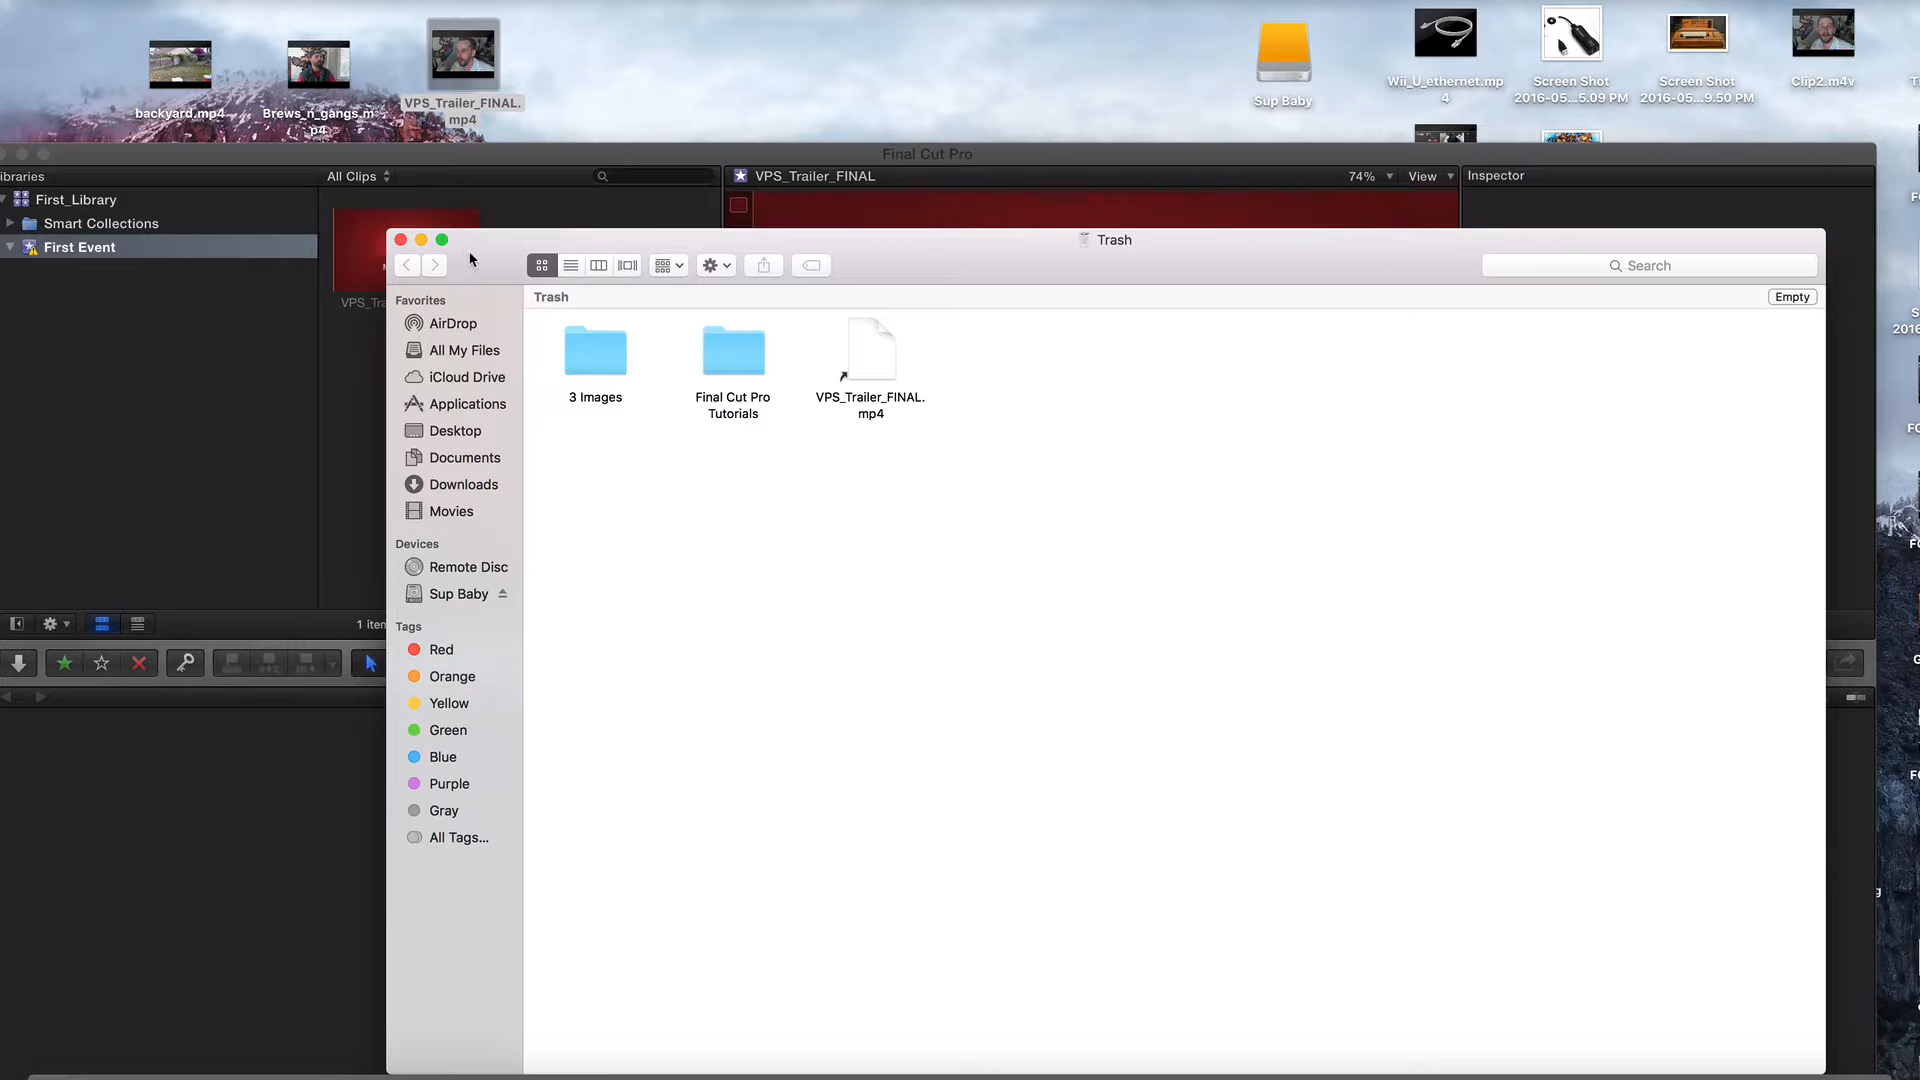 backyard.mp4
Brews_n_gangs.m
p4
VPS_Trailer_FINAL.
mp4
Sup Baby
Wii_U_ethernet.mp
4
Screen Shot
2016-05...5.09 PM
Screen Shot
2016-05...9.50 PM
Clip2.m4v
Final Cut Pro
ibraries
All Clips
VPS_Trailer_FINAL
74%
View
Inspector
First_Library
Smart Collections
First Event
VPS_Tra
1 item
Trash
Search
Trash
Empty
Favorites
AirDrop
All My Files
iCloud Drive
Applications
Desktop
Documents
Downloads
Movies
Devices
Remote Disc
Sup Baby
Tags
Red
Orange
Yellow
Green
Blue
Purple
Gray
All Tags...
3 Images
Final Cut Pro
Tutorials
VPS_Trailer_FINAL.
mp4